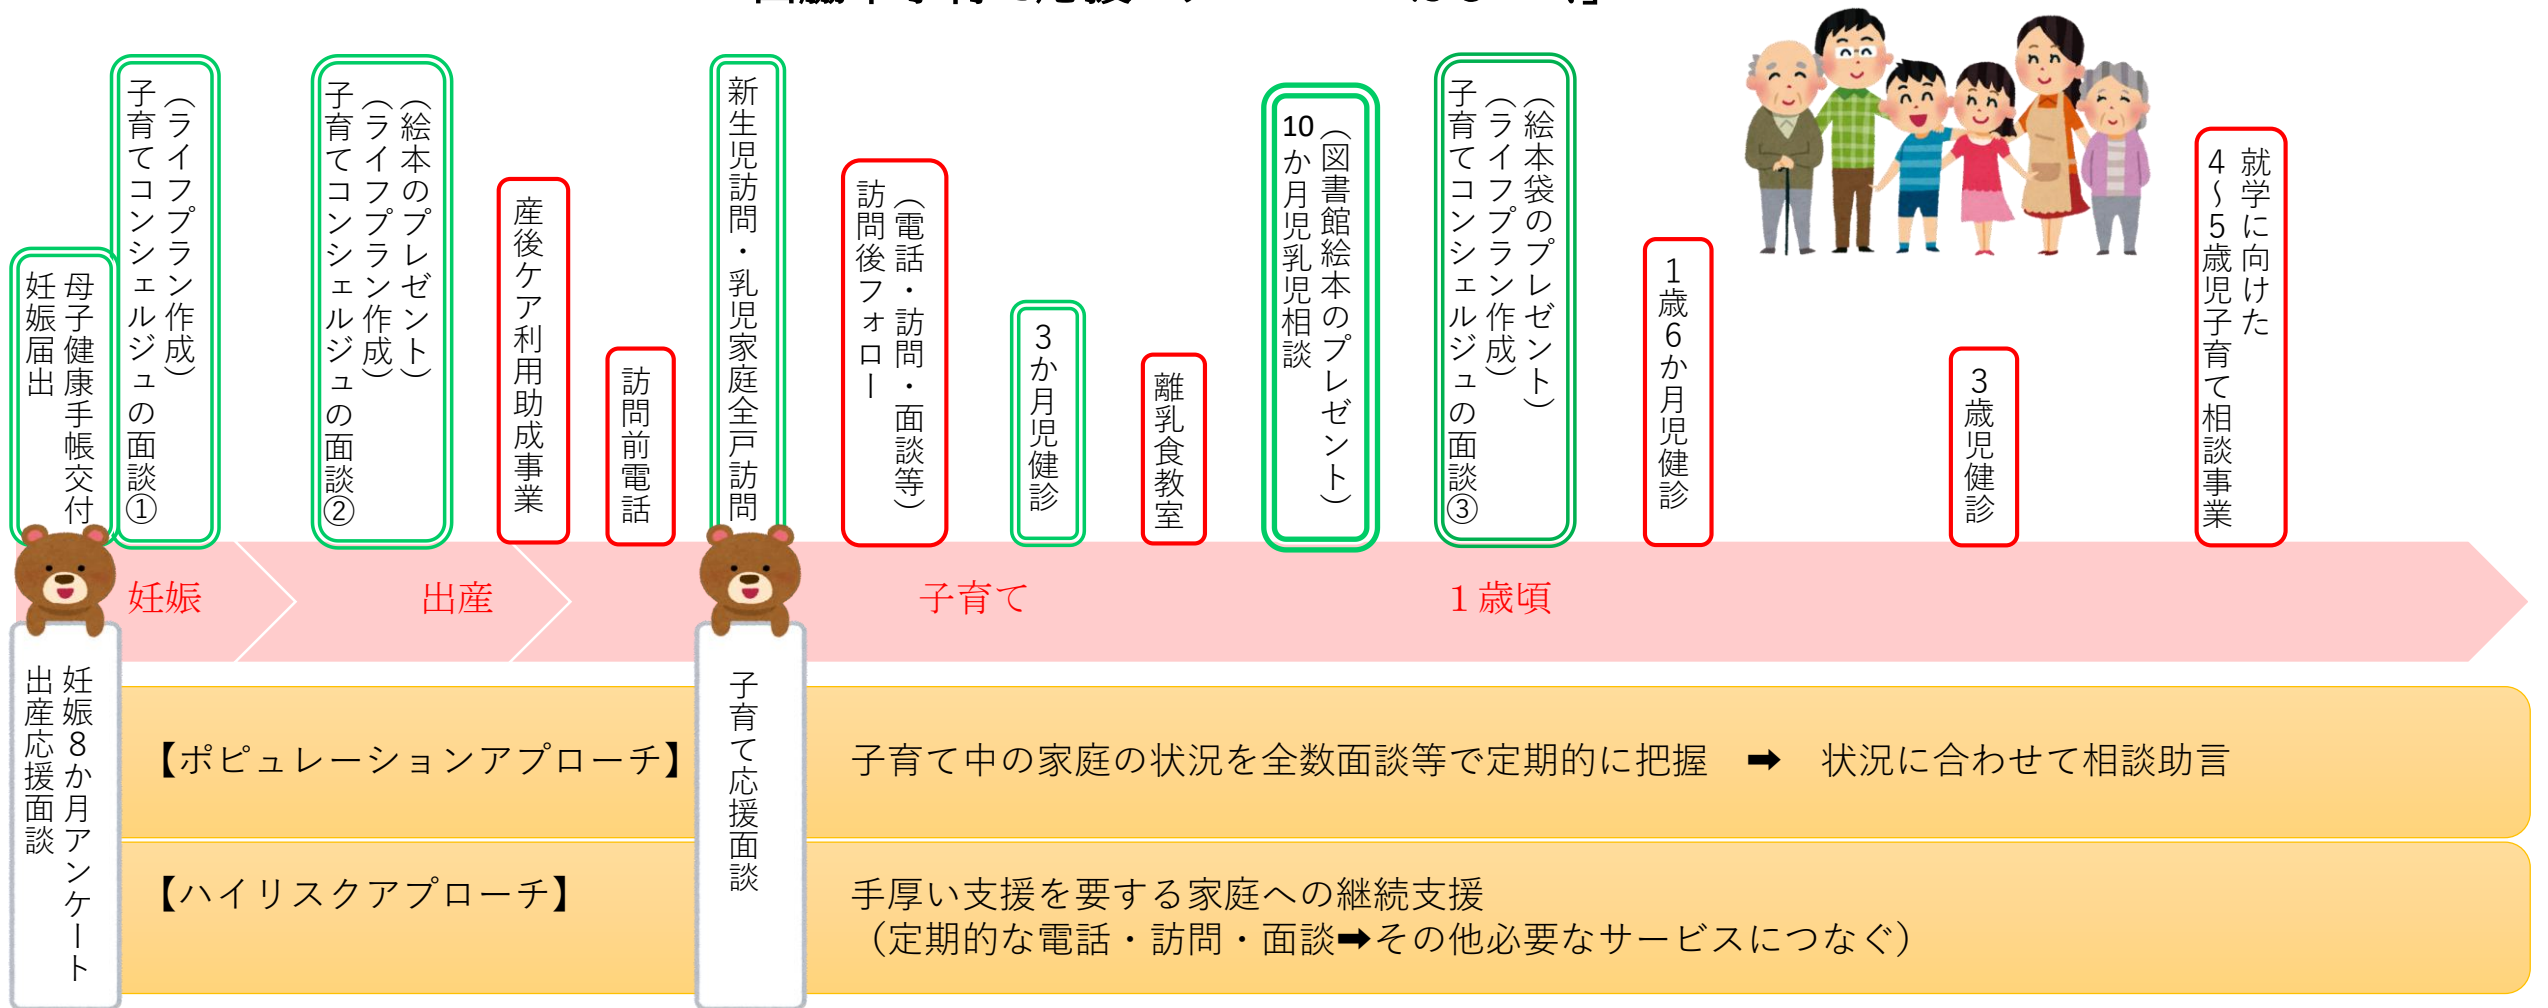 母子健康手帳交付
妊娠届出
(ライフプラン作成)
子育てコンシェルジュの面談①
(絵本のプレゼント)
(ライフプラン作成)
子育てコンシェルジュの面談②
産後ケア利用助成事業
訪問前電話
新生児訪問・乳児家庭全戸訪問
(電話・訪問・面談等)
訪問後フォロー
3か月児健診
離乳食教室
(図書館絵本のプレゼント)
10か月児乳児相談
(絵本袋のプレゼント)
(ライフプラン作成)
子育てコンシェルジュの面談③
1歳6か月児健診
3歳児健診
就学に向けた
4~5歳児子育て相談事業
妊娠
出産
子育て
1歳頃
妊娠8か月アンケート
出産応援面談
子育て応援面談
【ポピュレーションアプローチ】
子育て中の家庭の状況を全数面談等で定期的に把握 ➡ 状況に合わせて相談助言
【ハイリスクアプローチ】
手厚い支援を要する家庭への継続支援
(定期的な電話・訪問・面談➡その他必要なサービスにつなぐ)